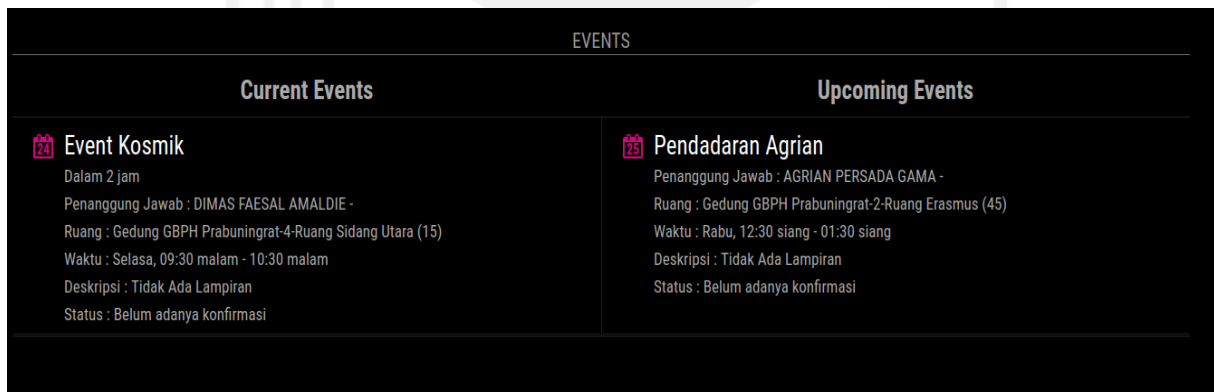 EVENTS
Current Events
24
Event Kosmik
Dalam 2 jam
Penanggung Jawab : DIMAS FAESAL AMALDIE -
Ruang : Gedung GBPH Prabuningrat-4-Ruang Sidang Utara (15)
Waktu : Selasa, 09:30 malam - 10:30 malam
Deskripsi : Tidak Ada Lampiran
Status : Belum adanya konfirmasi
Upcoming Events
25
Pendadaran Agrian
Penanggung Jawab : AGRIAN PERSADA GAMA -
Ruang : Gedung GBPH Prabuningrat-2-Ruang Erasmus (45)
Waktu : Rabu, 12:30 siang - 01:30 siang
Deskripsi : Tidak Ada Lampiran
Status : Belum adanya konfirmasi